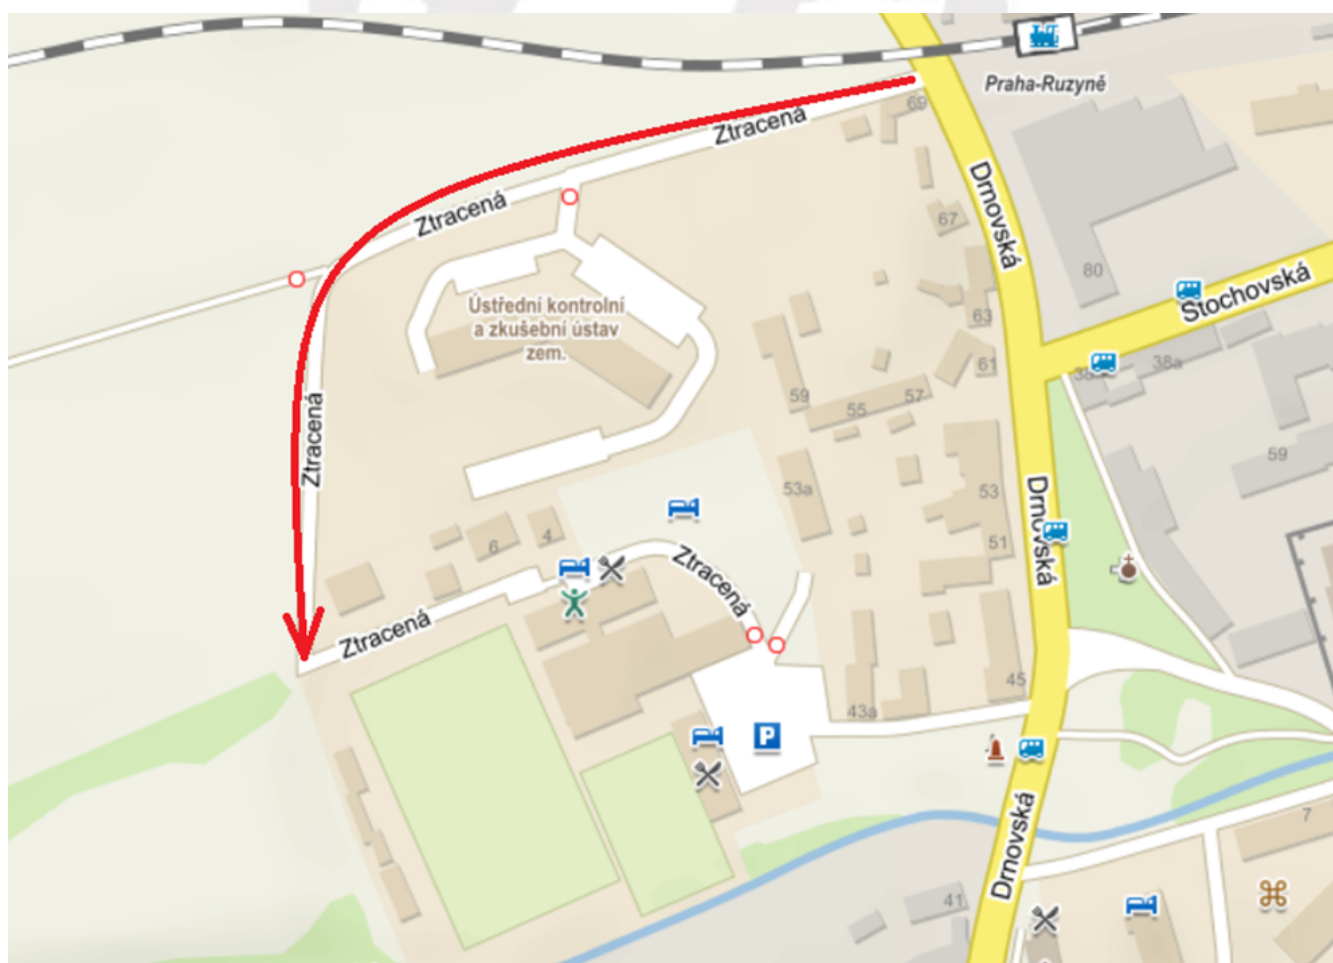 Praha-Ruzyně
69
Ztracená
Drnovská
Ztracená
67
80
Stochovská
Ústřední kontrolní
a zkušební ústav
zem.
63
61
38a
59
57
55
Ztracená
59
53a
53
Drnovská
51
6
4
Ztracená
Ztracená
45
43a
P
Drnovská
7
41